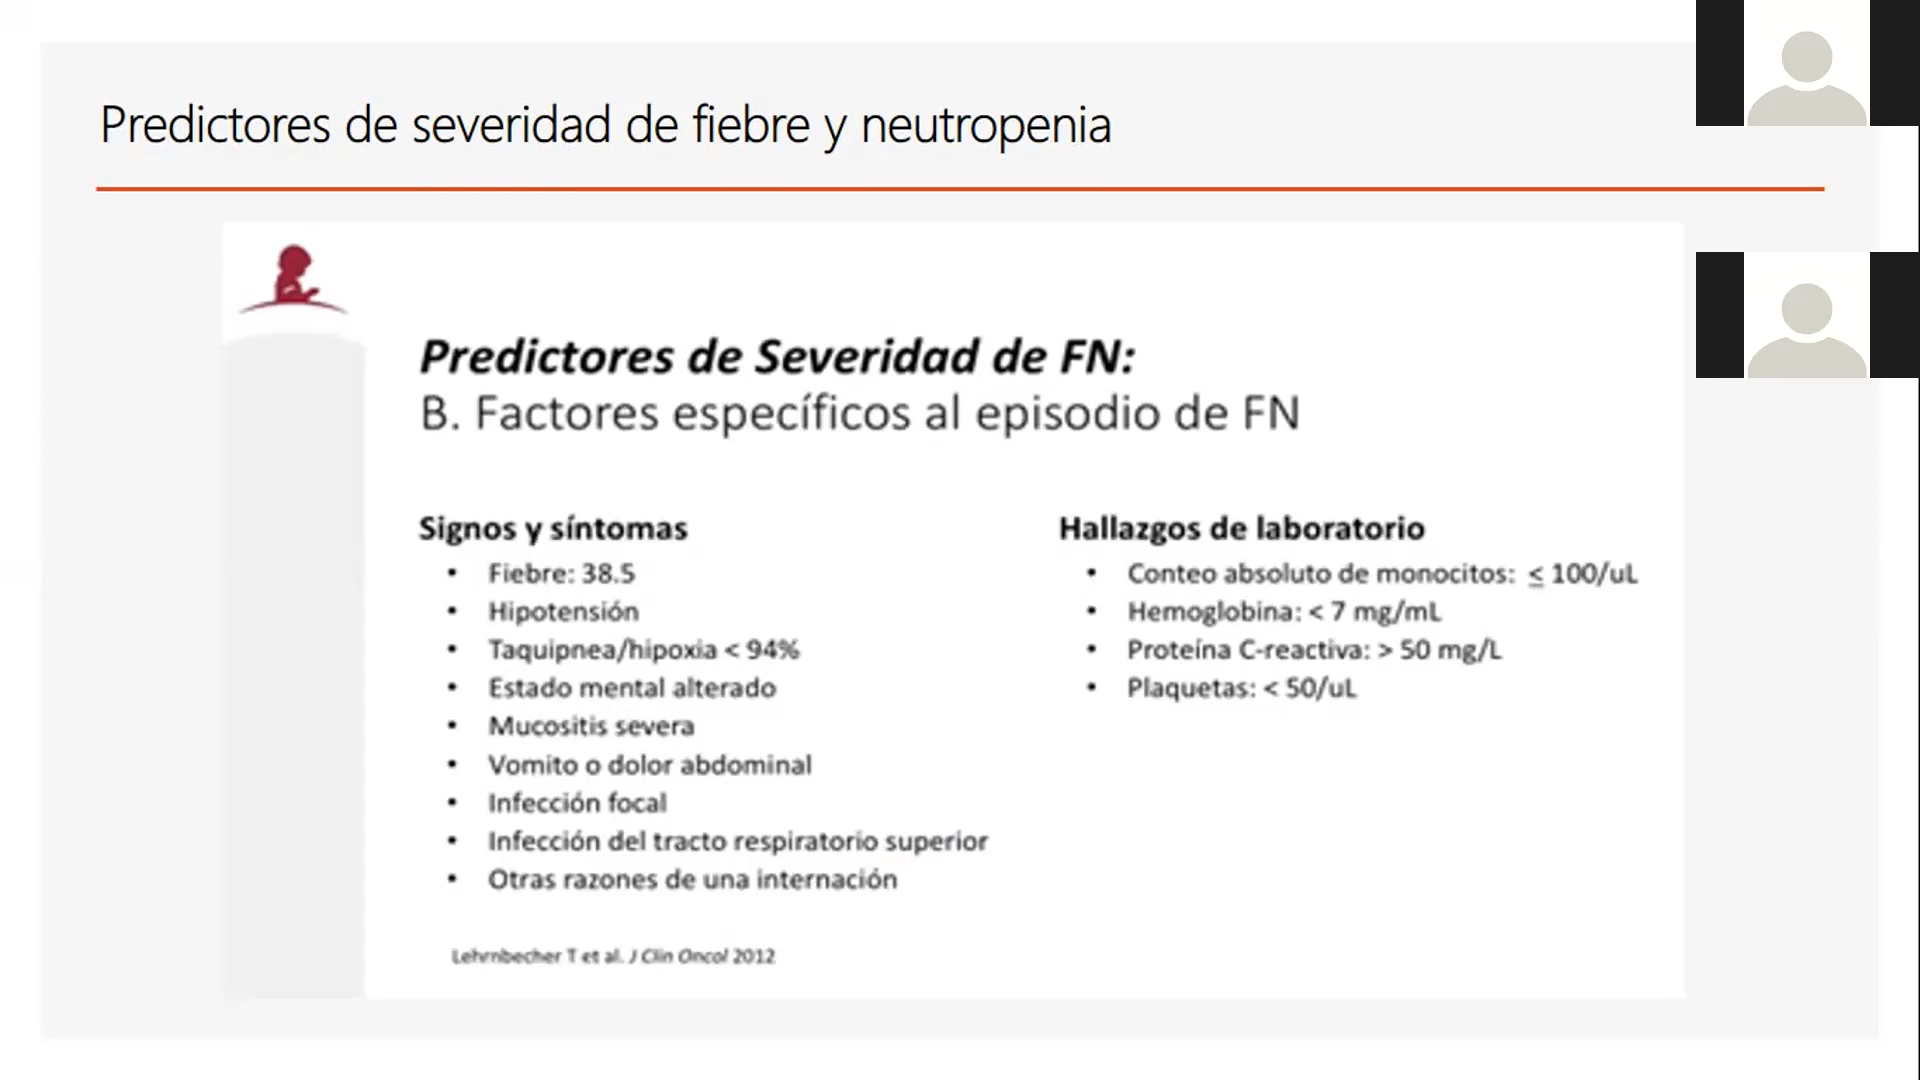 Predictores de severidad de fiebre y neutropenia
Predictores de Severidad de FN:
B. Factores específicos al episodio de FN
Signos y síntomas
• Fiebre: 38.5
• Hipotensión
• Taquipnea/hipoxia < 94%
• Estado mental alterado
• Mucositis severa
• Vomito o dolor abdominal
• Infección focal
• Infección del tracto respiratorio superior
• Otras razones de una internación
Hallazgos de laboratorio
• Conteo absoluto de monocitos: ≤ 100/uL
• Hemoglobina: < 7 mg/mL
• Proteína C-reactiva: > 50 mg/L
• Plaquetas: < 50/uL
Lehrnbecher T et al. J Clin Oncol 2012